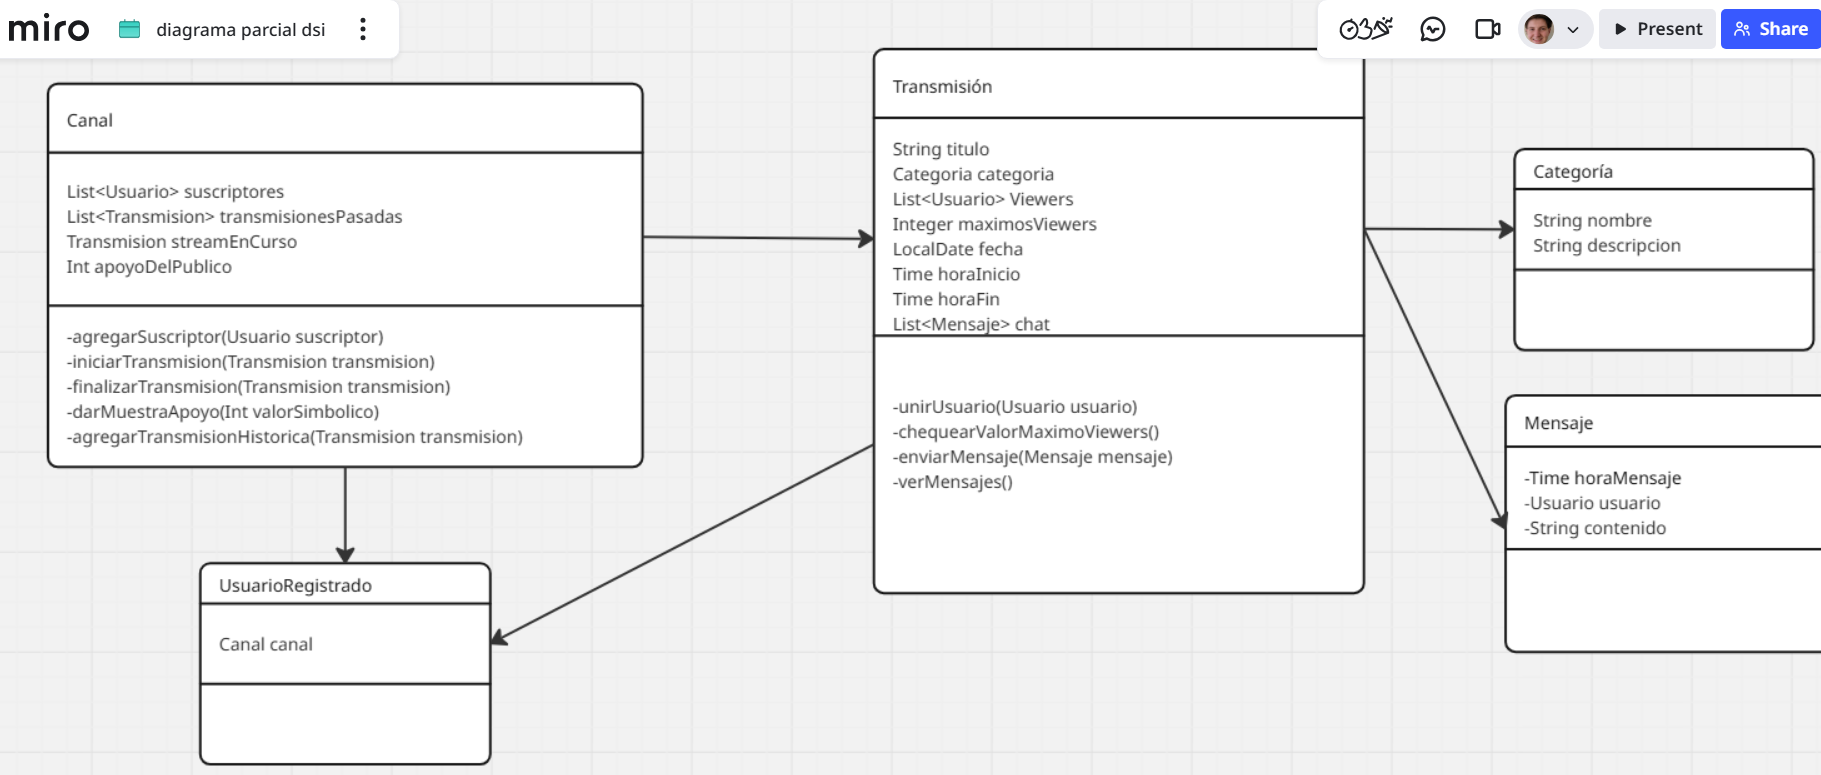 miro
diagrama parcial dsi
Present
Share
Canal
List<Usuario> suscriptores
List<Transmision> transmisionesPasadas
Transmision streamEnCurso
Int apoyoDelPublico
-agregarSuscriptor(Usuario suscriptor)
-iniciarTransmision(Transmision transmision)
-finalizarTransmision(Transmision transmision)
-darMuestraApoyo(Int valorSimbolico)
-agregarTransmisionHistorica(Transmision transmision)
Transmisión
String titulo
Categoria categoria
List<Usuario> Viewers
Integer maximosViewers
LocalDate fecha
Time horaInicio
Time horaFin
List<Mensaje> chat
-unirUsuario(Usuario usuario)
-chequearValorMaximoViewers()
-enviarMensaje(Mensaje mensaje)
-verMensajes()
Categoría
String nombre
String descripcion
Mensaje
-Time horaMensaje
-Usuario usuario
-String contenido
UsuarioRegistrado
Canal canal